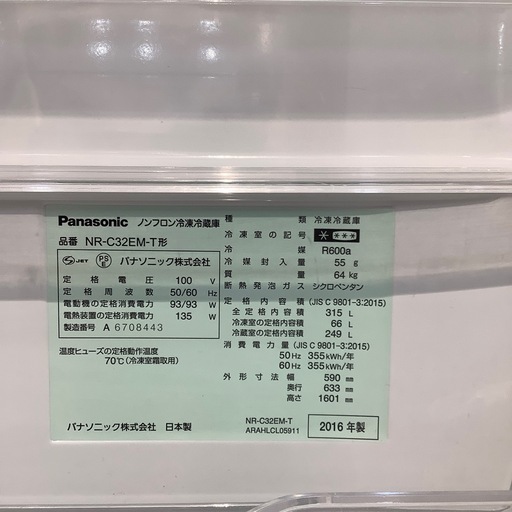 Panasonic ノンフロン冷凍冷蔵庫
品番 NR-C32EM-T形
S JET PS E パナソニック株式会社
定格電圧 100 V
定格周波数 50/60 Hz
電動機の定格消費電力 93/93 W
電熱装置の定格消費電力 135 W
製造番号 A 6708443
温度ヒューズの定格動作温度
70℃(冷凍室霜取用)
パナソニック株式会社 日本製
種類 冷凍冷蔵庫
冷凍室の記号 ****
冷媒 R600a
冷媒封入量 55 g
質量 64 kg
断熱発泡ガス シクロペンタン
定格内容積 (JIS C 9801-3:2015)
全定格内容積 315 L
冷凍室の定格内容積 66 L
冷蔵室の定格内容積 249 L
消費電力量 (JIS C 9801-3:2015)
50Hz 355kWh/年
60Hz 355kWh/年
外形寸法 幅 590 mm
奥行 633 mm
高さ 1601 mm
NR-C32EM-T
ARAHLCL05911
2016年製